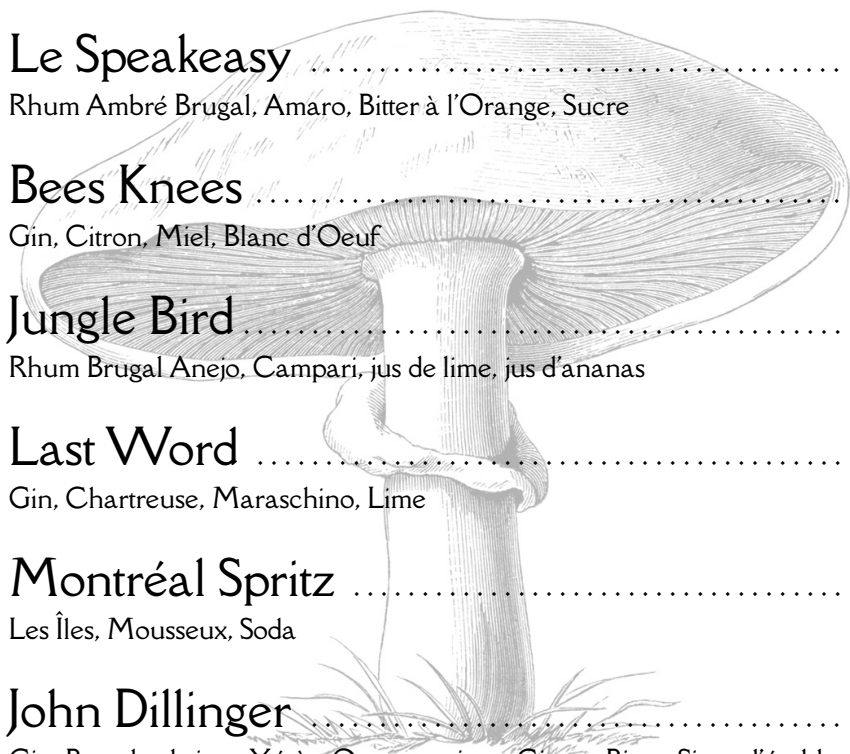 Le Speakeasy ........................................
Rhum Ambré Brugal, Amaro, Bitter à l'Orange, Sucre
Bees Knees ............................................
Gin, Citron, Miel, Blanc d'Oeuf
Jungle Bird .............................................
Rhum Brugal Anejo, Campari, jus de lime, jus d'ananas
Last Word ............................................
Gin, Chartreuse, Maraschino, Lime
Montréal Spritz .....................................
Les Îles, Mousseux, Soda
John Dillinger ........................................